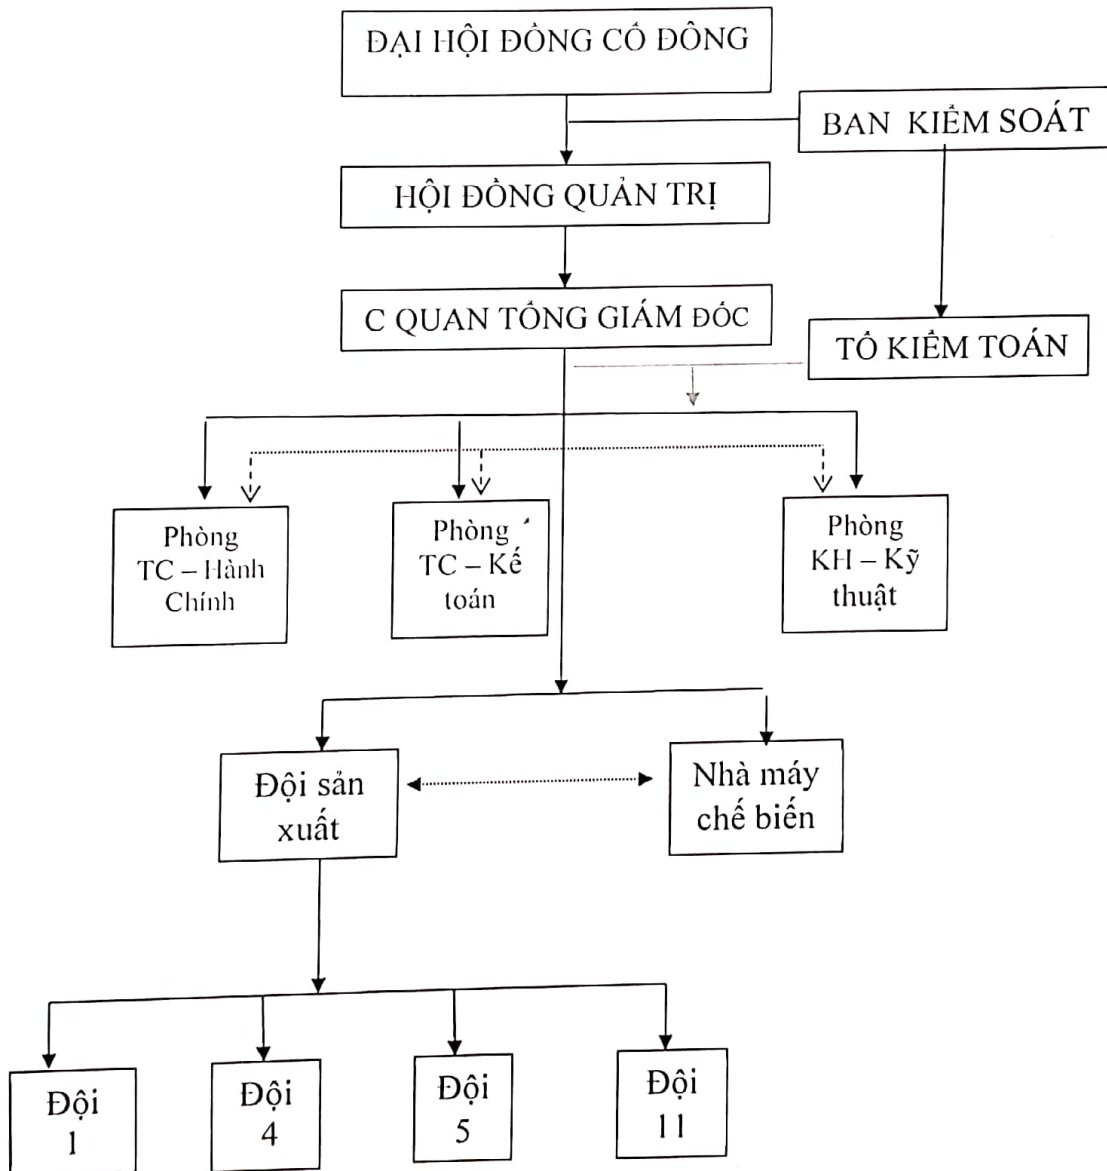 ĐẠI HỘI ĐỒNG CỔ ĐÔNG
BAN KIỂM SOÁT
HỘI ĐỒNG QUẢN TRỊ
C QUAN TỔNG GIÁM ĐỐC
TỔ KIỂM TOÁN
Phòng
TC – Hành
Chính
Phòng
TC – Kế
toán
Phòng
KH – Kỹ
thuật
Đội sản
xuất
Nhà máy
chế biến
Đội
1
Đội
4
Đội
5
Đội
11